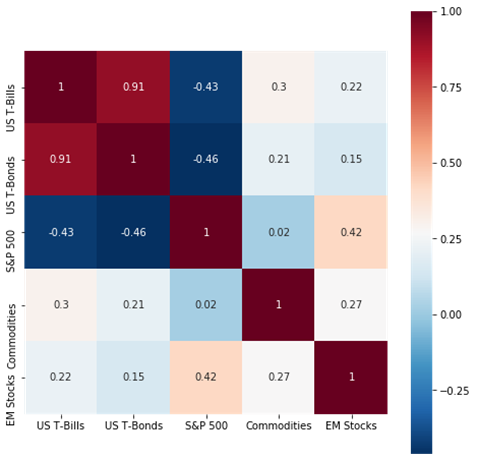 1.00
0.75
0.50
0.25
0.00
−0.25
US T-Bills 1 0.91 -0.43 0.3 0.22
US T-Bonds 0.91 1 -0.46 0.21 0.15
S&P 500 -0.43 -0.46 1 0.02 0.42
Commodities 0.3 0.21 0.02 1 0.27
EM Stocks 0.22 0.15 0.42 0.27 1
US T-Bills US T-Bonds S&P 500 Commodities EM Stocks